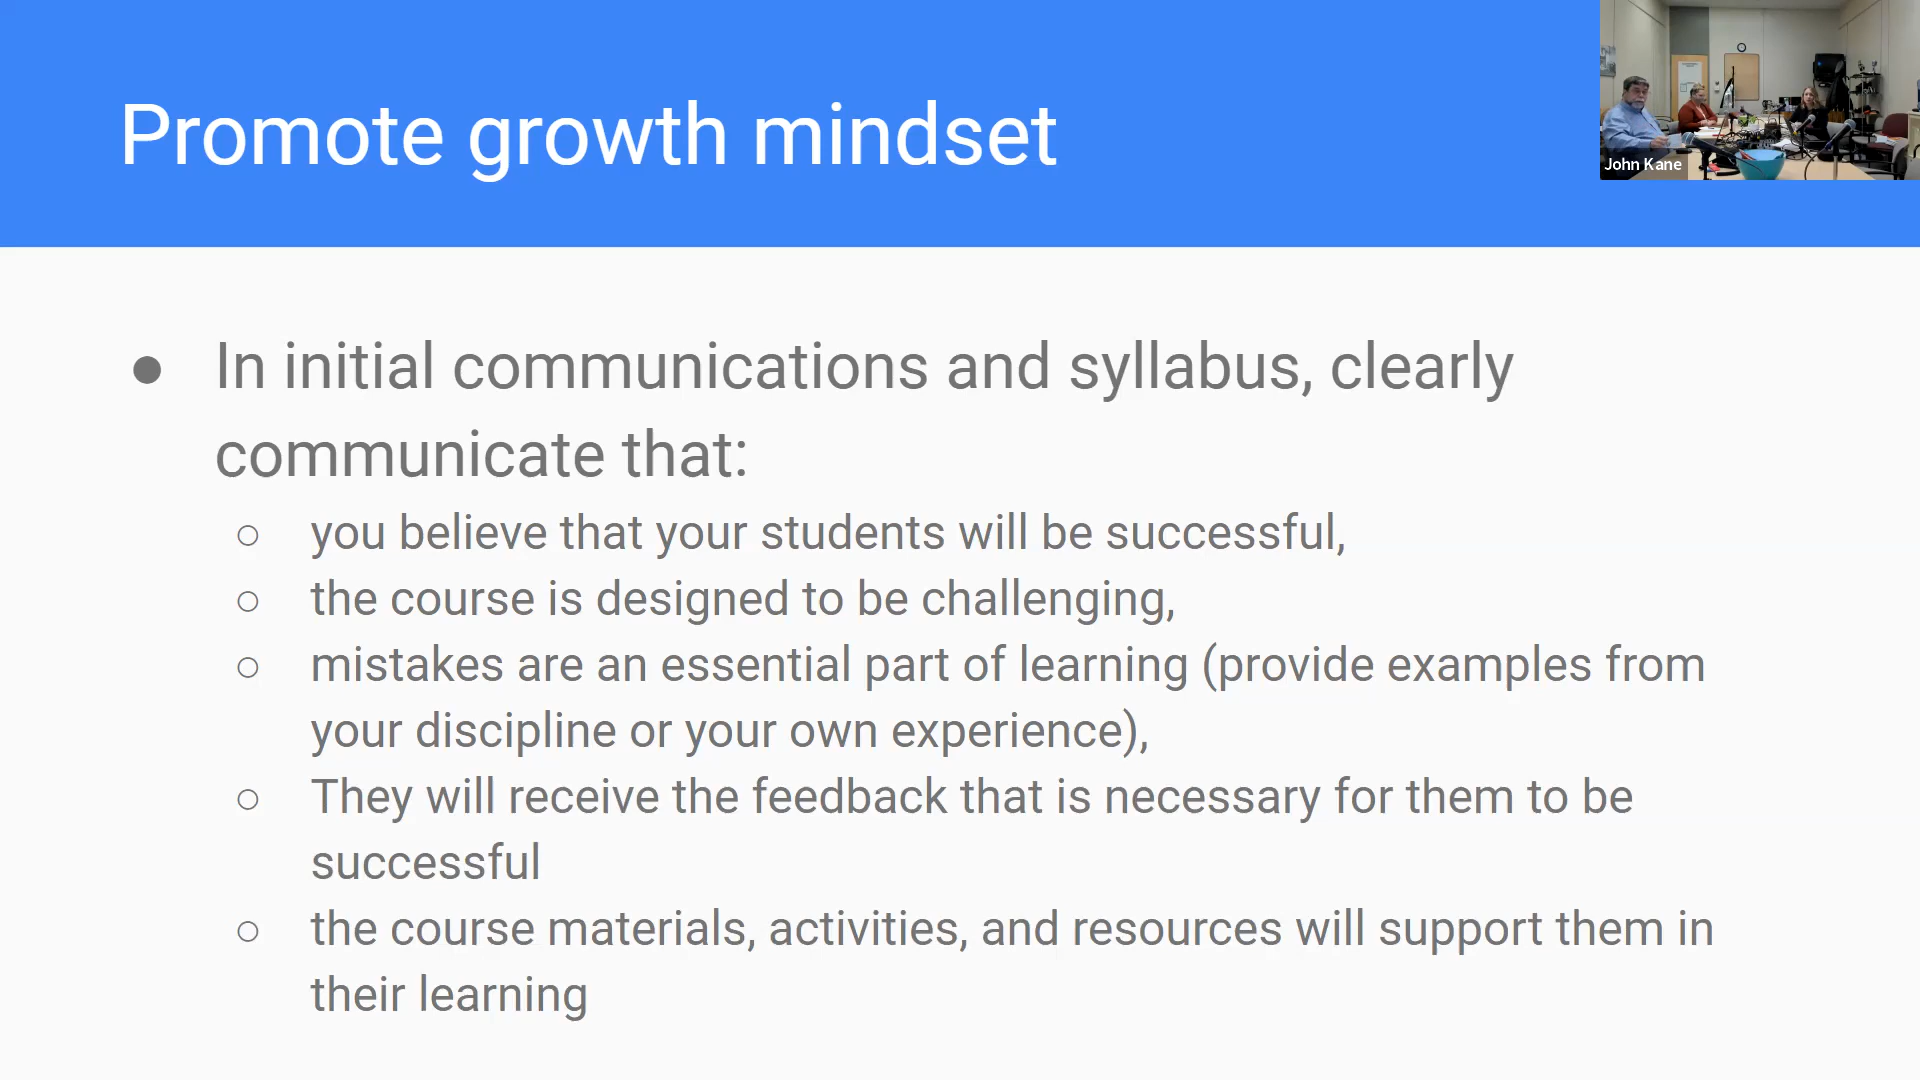 Promote growth mindset
John Kane
● In initial communications and syllabus, clearly
communicate that:
○ you believe that your students will be successful,
○ the course is designed to be challenging,
○ mistakes are an essential part of learning (provide examples from
your discipline or your own experience),
○ They will receive the feedback that is necessary for them to be
successful
○ the course materials, activities, and resources will support them in
their learning